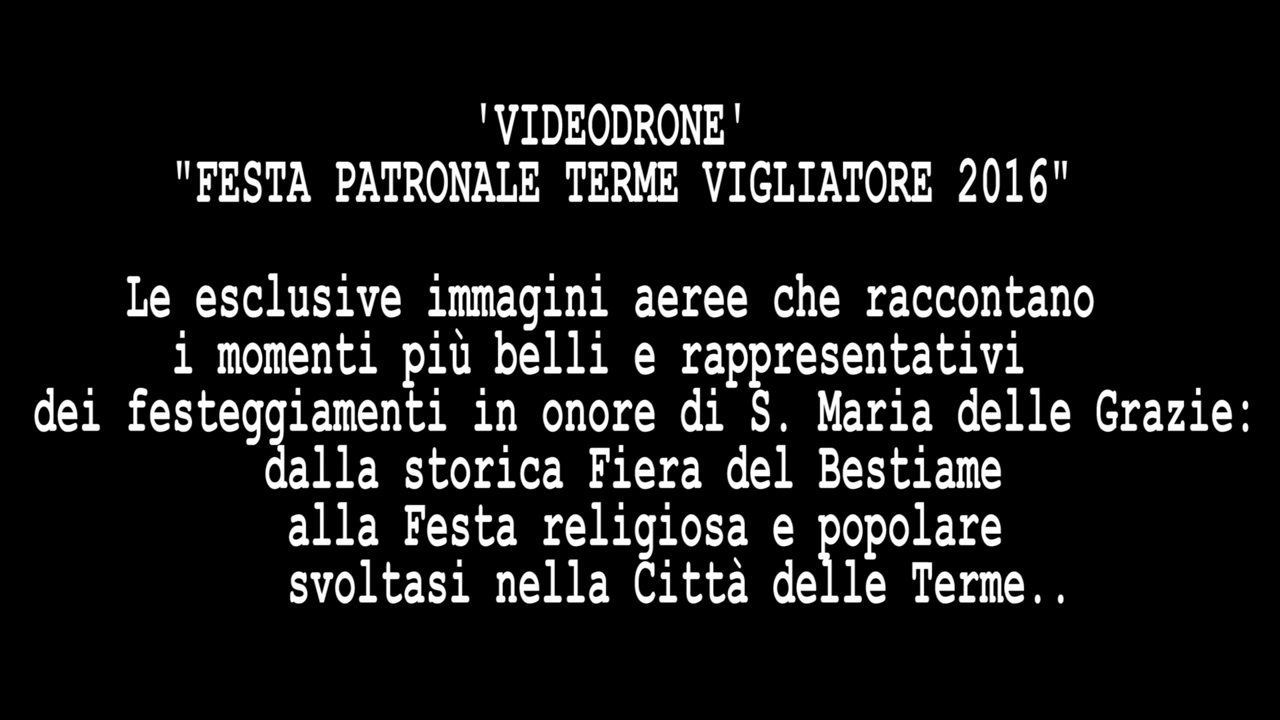 'VIDEODRONE'
"FESTA PATRONALE TERME VIGLIATORE 2016"
Le esclusive immagini aeree che raccontano
i momenti più belli e rappresentativi
dei festeggiamenti in onore di S. Maria delle Grazie:
dalla storica Fiera del Bestiame
alla Festa religiosa e popolare
svoltasi nella Città delle Terme..